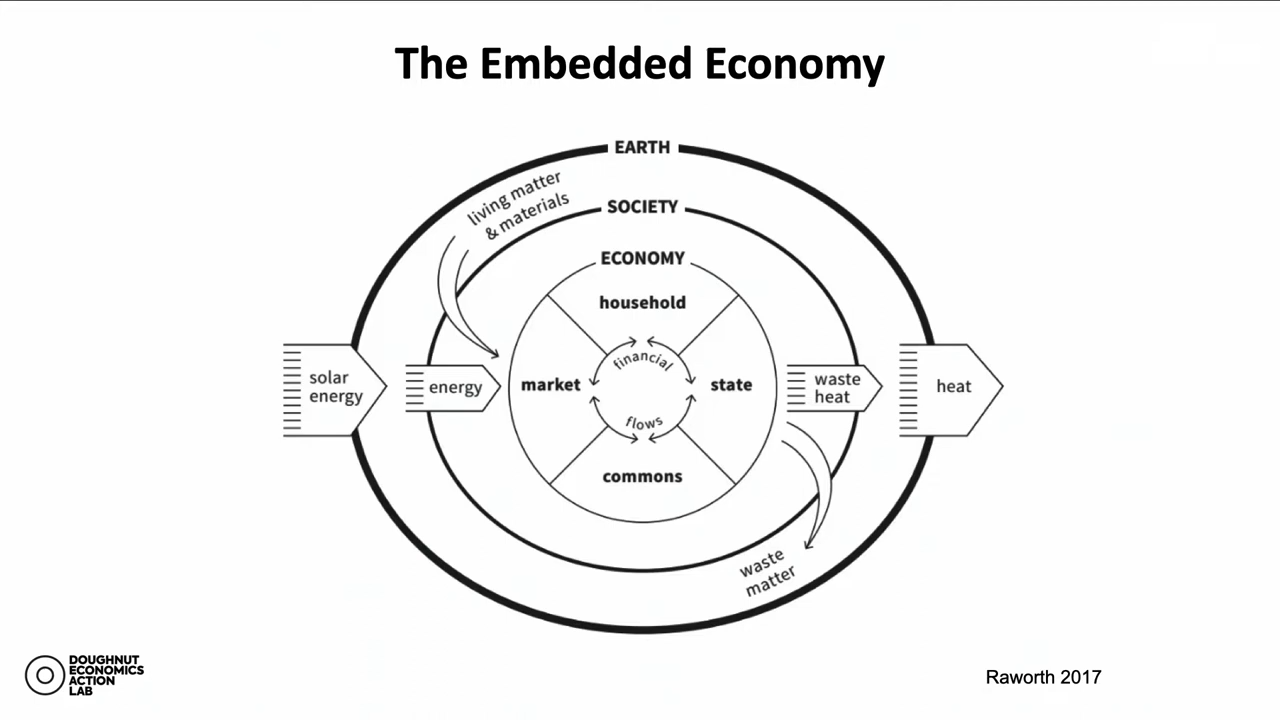 The Embedded Economy
EARTH
living matter
& materials
SOCIETY
ECONOMY
household
financial
solar
energy
energy
market
state
waste
heat
heat
flows
commons
waste
matter
DOUGHNUT
ECONOMICS
ACTION
LAB
Raworth 2017